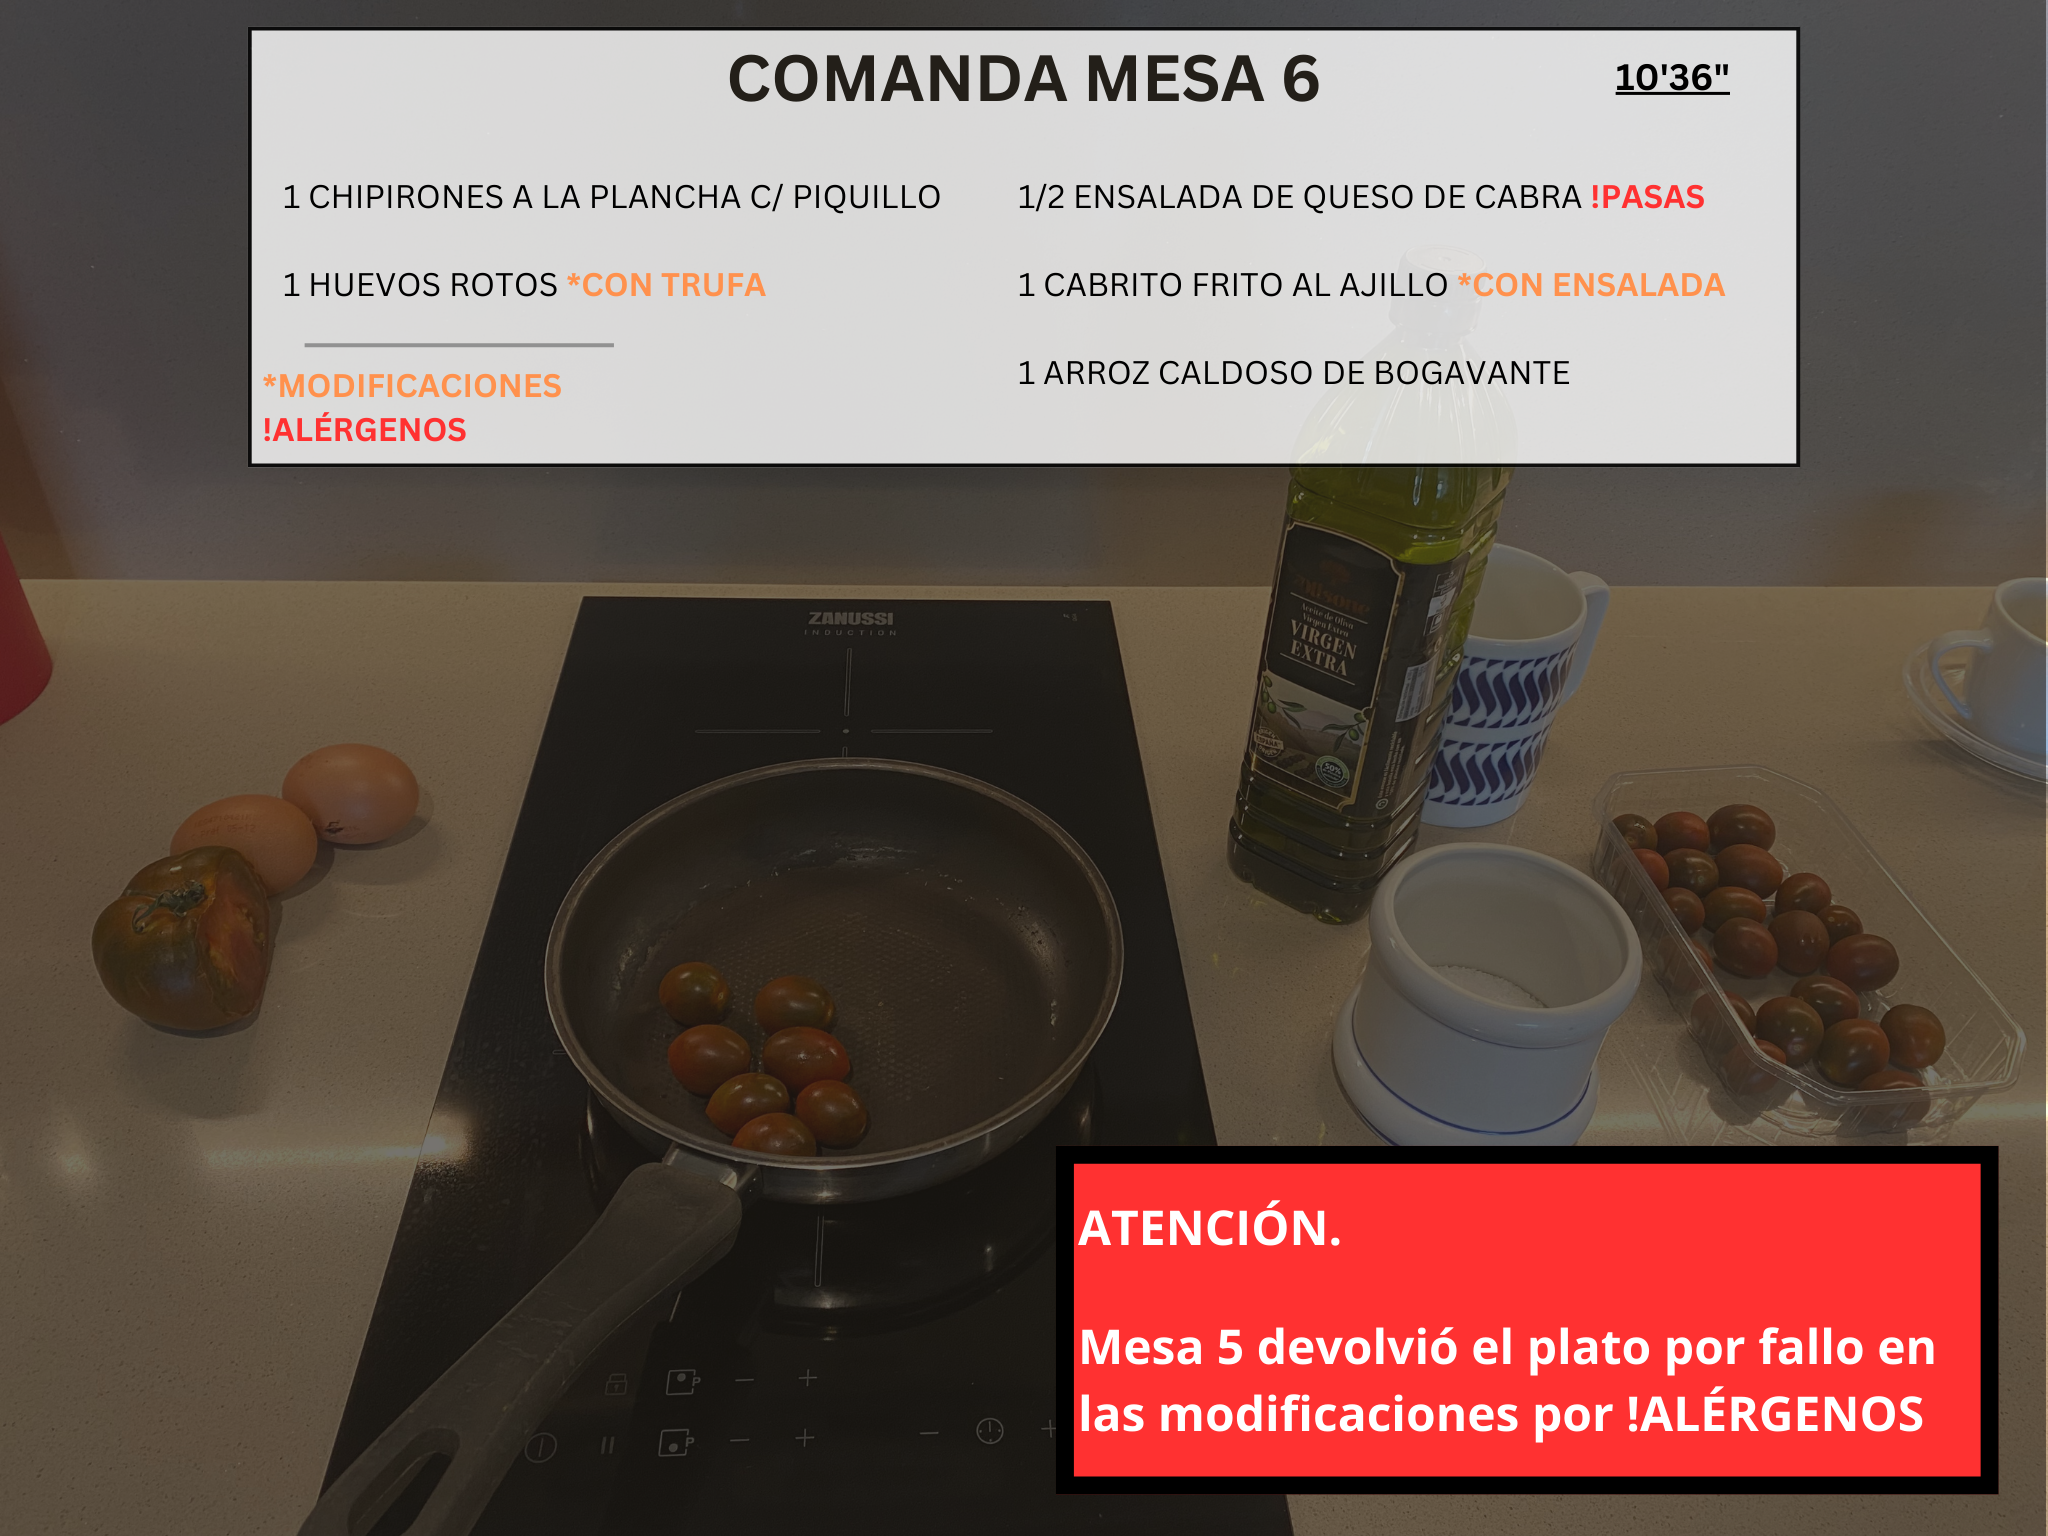 COMANDA MESA 6
10'36"
1 CHIPIRONES A LA PLANCHA C/ PIQUILLO
1 HUEVOS ROTOS *CON TRUFA
*MODIFICACIONES
!ALÉRGENOS
1/2 ENSALADA DE QUESO DE CABRA !PASAS
1 CABRITO FRITO AL AJILLO *CON ENSALADA
1 ARROZ CALDOSO DE BOGAVANTE
ZANUSSI
INDUCTION
Aceite de Oliva
Virgen Extra
VIRGEN
EXTRA
ATENCIÓN.
Mesa 5 devolvió el plato por fallo en
las modificaciones por !ALÉRGENOS